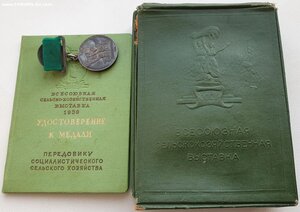 ВСЕСОЮЗНАЯ
СЕЛЬСКО-ХОЗЯЙСТВЕННАЯ
ВЫСТАВКА
1939
УДОСТОВЕРЕНИЕ
К МЕДАЛИ
ПЕРЕДОВИКУ
СОЦИАЛИСТИЧЕСКОГО
СЕЛЬСКОГО ХОЗЯЙСТВА
ВСЕСОЮЗНАЯ
СЕЛЬСКОХОЗЯЙСТВЕННАЯ
ВЫСТАВКА